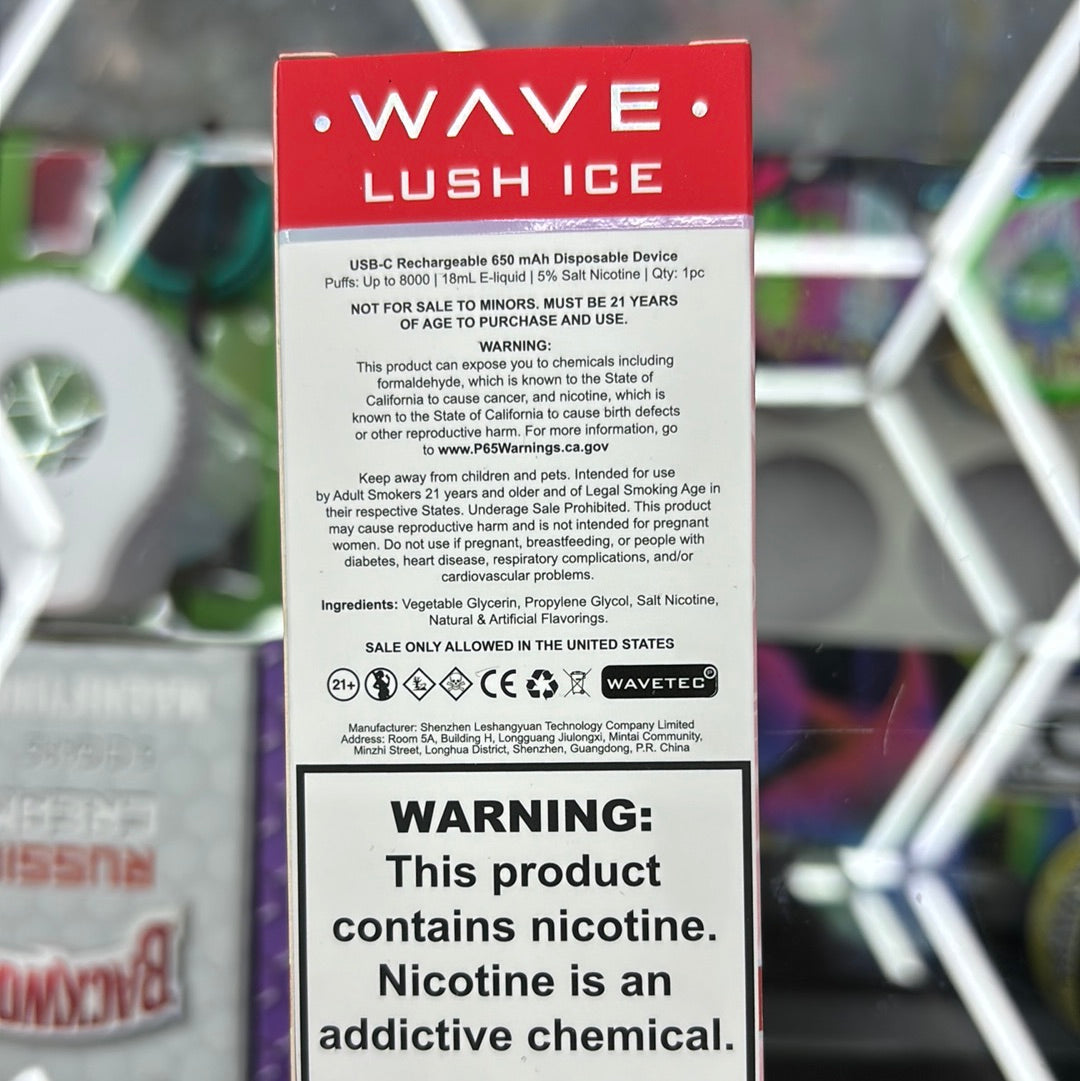 • WAVE •
LUSH ICE
USB-C Rechargeable 650 mAh Disposable Device
Puffs: Up to 8000 | 18mL E-liquid | 5% Salt Nicotine | Qty: 1pc
NOT FOR SALE TO MINORS. MUST BE 21 YEARS
OF AGE TO PURCHASE AND USE.
WARNING:
This product can expose you to chemicals including
formaldehyde, which is known to the State of
California to cause cancer, and nicotine, which is
known to the State of California to cause birth defects
or other reproductive harm. For more information, go
to www.P65Warnings.ca.gov
Keep away from children and pets. Intended for use
by Adult Smokers 21 years and older and of Legal Smoking Age in
their respective States. Underage Sale Prohibited. This product
may cause reproductive harm and is not intended for pregnant
women. Do not use if pregnant, breastfeeding, or people with
diabetes, heart disease, respiratory complications, and/or
cardiovascular problems.
Ingredients: Vegetable Glycerin, Propylene Glycol, Salt Nicotine,
Natural & Artificial Flavorings.
SALE ONLY ALLOWED IN THE UNITED STATES
21+ CE WAVETEC
Manufacturer: Shenzhen Leshangyuan Technology Company Limited
Address: Room 5A, Building H, Longguang Jiulongxi, Mintai Community,
Minzhi Street, Longhua District, Shenzhen, Guangdong, P.R. China
WARNING:
This product
contains nicotine.
Nicotine is an
addictive chemical.